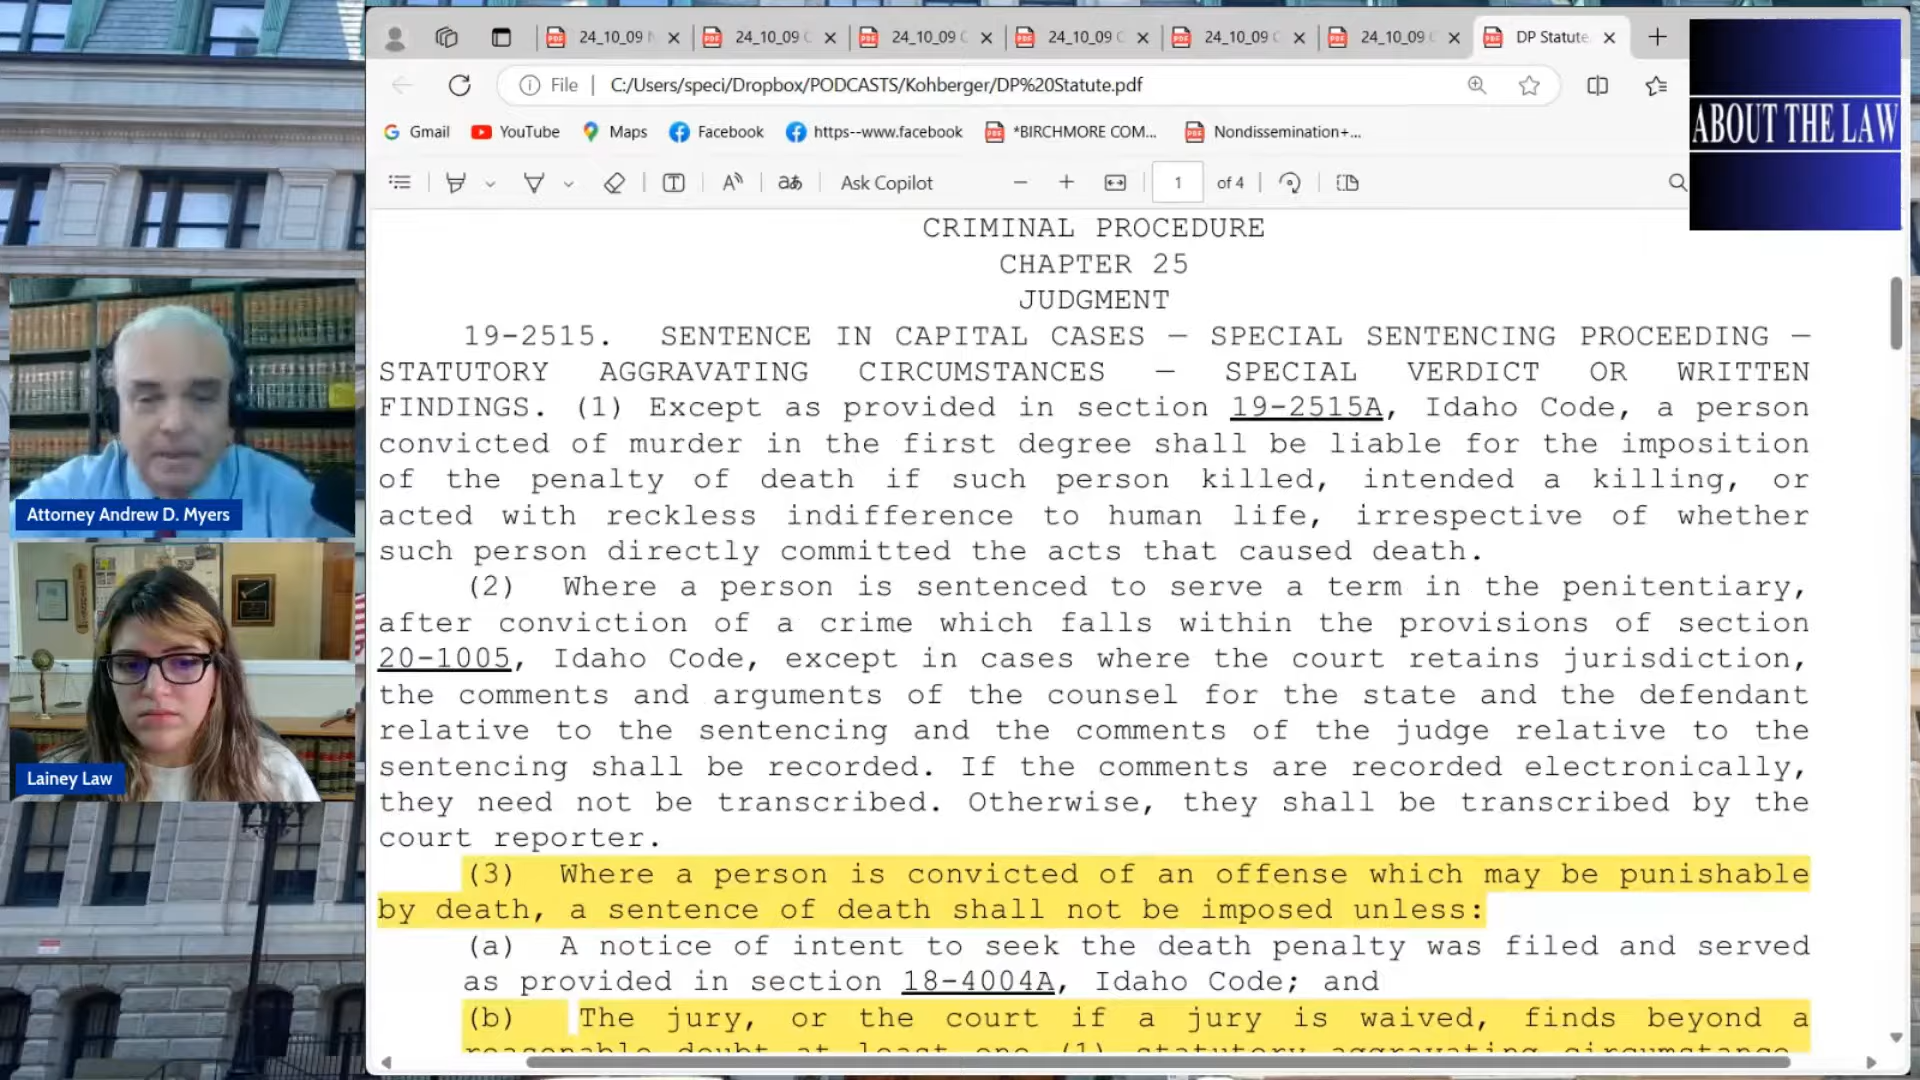 24_10_09
24_10_09
24_10_09
24_10_09
24_10_09
24_10_09
DP Statute
File C:/Users/speci/Dropbox/PODCASTS/Kohberger/DP%20Statute.pdf
ABOUT THE LAW
Gmail YouTube Maps Facebook https--www.facebook *BIRCHMORE COM... Nondissemination+...
Ask Copilot 1 of 4
CRIMINAL PROCEDURE
CHAPTER 25
JUDGMENT
19-2515. SENTENCE IN CAPITAL CASES — SPECIAL SENTENCING PROCEEDING —
STATUTORY AGGRAVATING CIRCUMSTANCES — SPECIAL VERDICT OR WRITTEN
FINDINGS. (1) Except as provided in section 19-2515A, Idaho Code, a person
convicted of murder in the first degree shall be liable for the imposition
of the penalty of death if such person killed, intended a killing, or
acted with reckless indifference to human life, irrespective of whether
such person directly committed the acts that caused death.
(2) Where a person is sentenced to serve a term in the penitentiary,
after conviction of a crime which falls within the provisions of section
20-1005, Idaho Code, except in cases where the court retains jurisdiction,
the comments and arguments of the counsel for the state and the defendant
relative to the sentencing and the comments of the judge relative to the
sentencing shall be recorded. If the comments are recorded electronically,
they need not be transcribed. Otherwise, they shall be transcribed by the
court reporter.
(3) Where a person is convicted of an offense which may be punishable
by death, a sentence of death shall not be imposed unless:
(a) A notice of intent to seek the death penalty was filed and served
as provided in section 18-4004A, Idaho Code; and
(b) The jury, or the court if a jury is waived, finds beyond a
reasonable doubt at least one (1) statutory aggravating circumstance
Attorney Andrew D. Myers
Lainey Law